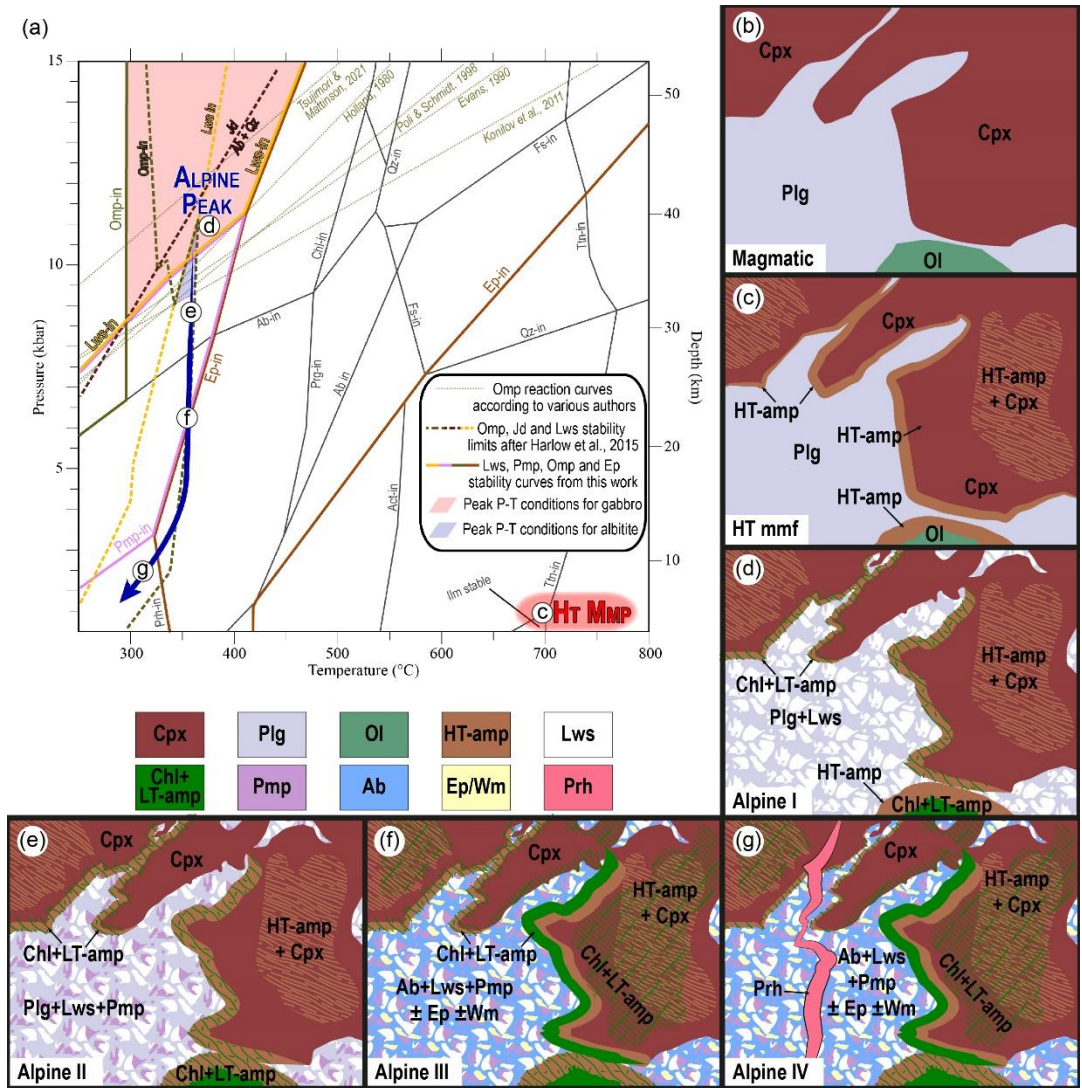 (a)
15
10
5
Pressure (kbar)
300
400
500
600
700
800
Temperature (°C)
50
40
30
20
10
Depth (km)
Omp-in
Omp-in
Lws in
Jd
Ab + Qz
Lws-in
Lws-in
Tsujimori &
Mattinson, 2021
Holland, 1980
Poli & Schmidt, 1998
Evans, 1990
Konilov et al., 2011
ALPINE
PEAK
d
e
f
g
Ep-in
Pmp-in
Prh-in
Ab-in
Chl-in
Qz-in
Fs-in
Prg-in
Ab in
Fs-in
Act-in
Ep-in
Qz-in
Ttn-in
Ttn-in
Ilm stable
c
HT MMP
Omp reaction curves
according to various authors
Omp, Jd and Lws stability
limits after Harlow et al., 2015
Lws, Pmp, Omp and Ep
stability curves from this work
Peak P-T conditions for gabbro
Peak P-T conditions for albitite
Cpx
Plg
Ol
HT-amp
Lws
Chl+
LT-amp
Pmp
Ab
Ep/Wm
Prh
(b)
Cpx
Cpx
Plg
Ol
Magmatic
(c)
Cpx
HT-amp
+ Cpx
HT-amp
HT-amp
Plg
HT-amp
Cpx
Ol
HT mmf
(d)
HT-amp
+ Cpx
Chl+LT-amp
Plg+Lws
HT-amp
Chl+LT-amp
Alpine I
(e)
Cpx
Cpx
HT-amp
+ Cpx
Chl+LT-amp
Plg+Lws+Pmp
Chl+LT-amp
Alpine II
(f)
Cpx
HT-amp
+ Cpx
Chl+LT-amp
Chl+LT-amp
Ab+Lws+Pmp
± Ep ±Wm
Alpine III
(g)
Cpx
HT-amp
+ Cpx
Chl+LT-amp
Ab+Lws
+Pmp
± Ep ±Wm
Prh
Alpine IV